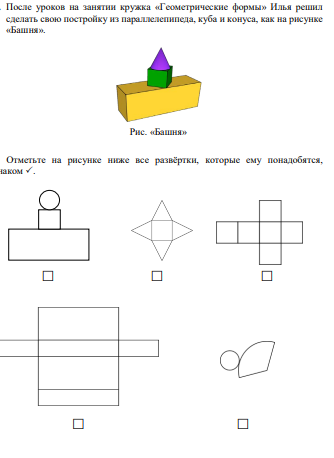 . После уроков на занятии кружка «Геометрические формы» Илья решил
сделать свою постройку из параллелепипеда, куба и конуса, как на рисунке
«Башня».
Рис. «Башня»
Отметьте на рисунке ниже все развёртки, которые ему понадобятся,
наком ✓.